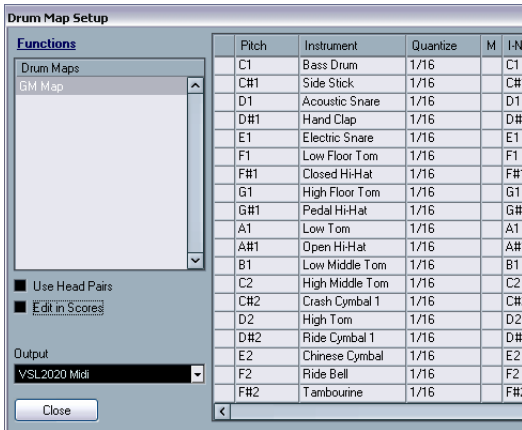 Drum Map Setup
Functions
Drum Maps
GM Map
Use Head Pairs
Edit in Scores
Output
VSL2020 Midi
Close
Pitch Instrument Quantize M I-N
C1 Bass Drum 1/16 C1
C#1 Side Stick 1/16 C#
D1 Acoustic Snare 1/16 D1
D#1 Hand Clap 1/16 D#
E1 Electric Snare 1/16 E1
F1 Low Floor Tom 1/16 F1
F#1 Closed Hi-Hat 1/16 F#
G1 High Floor Tom 1/16 G1
G#1 Pedal Hi-Hat 1/16 G#
A1 Low Tom 1/16 A1
A#1 Open Hi-Hat 1/16 A#
B1 Low Middle Tom 1/16 B1
C2 High Middle Tom 1/16 C2
C#2 Crash Cymbal 1 1/16 C#
D2 High Tom 1/16 D2
D#2 Ride Cymbal 1 1/16 D#
E2 Chinese Cymbal 1/16 E2
F2 Ride Bell 1/16 F2
F#2 Tambourine 1/16 F#